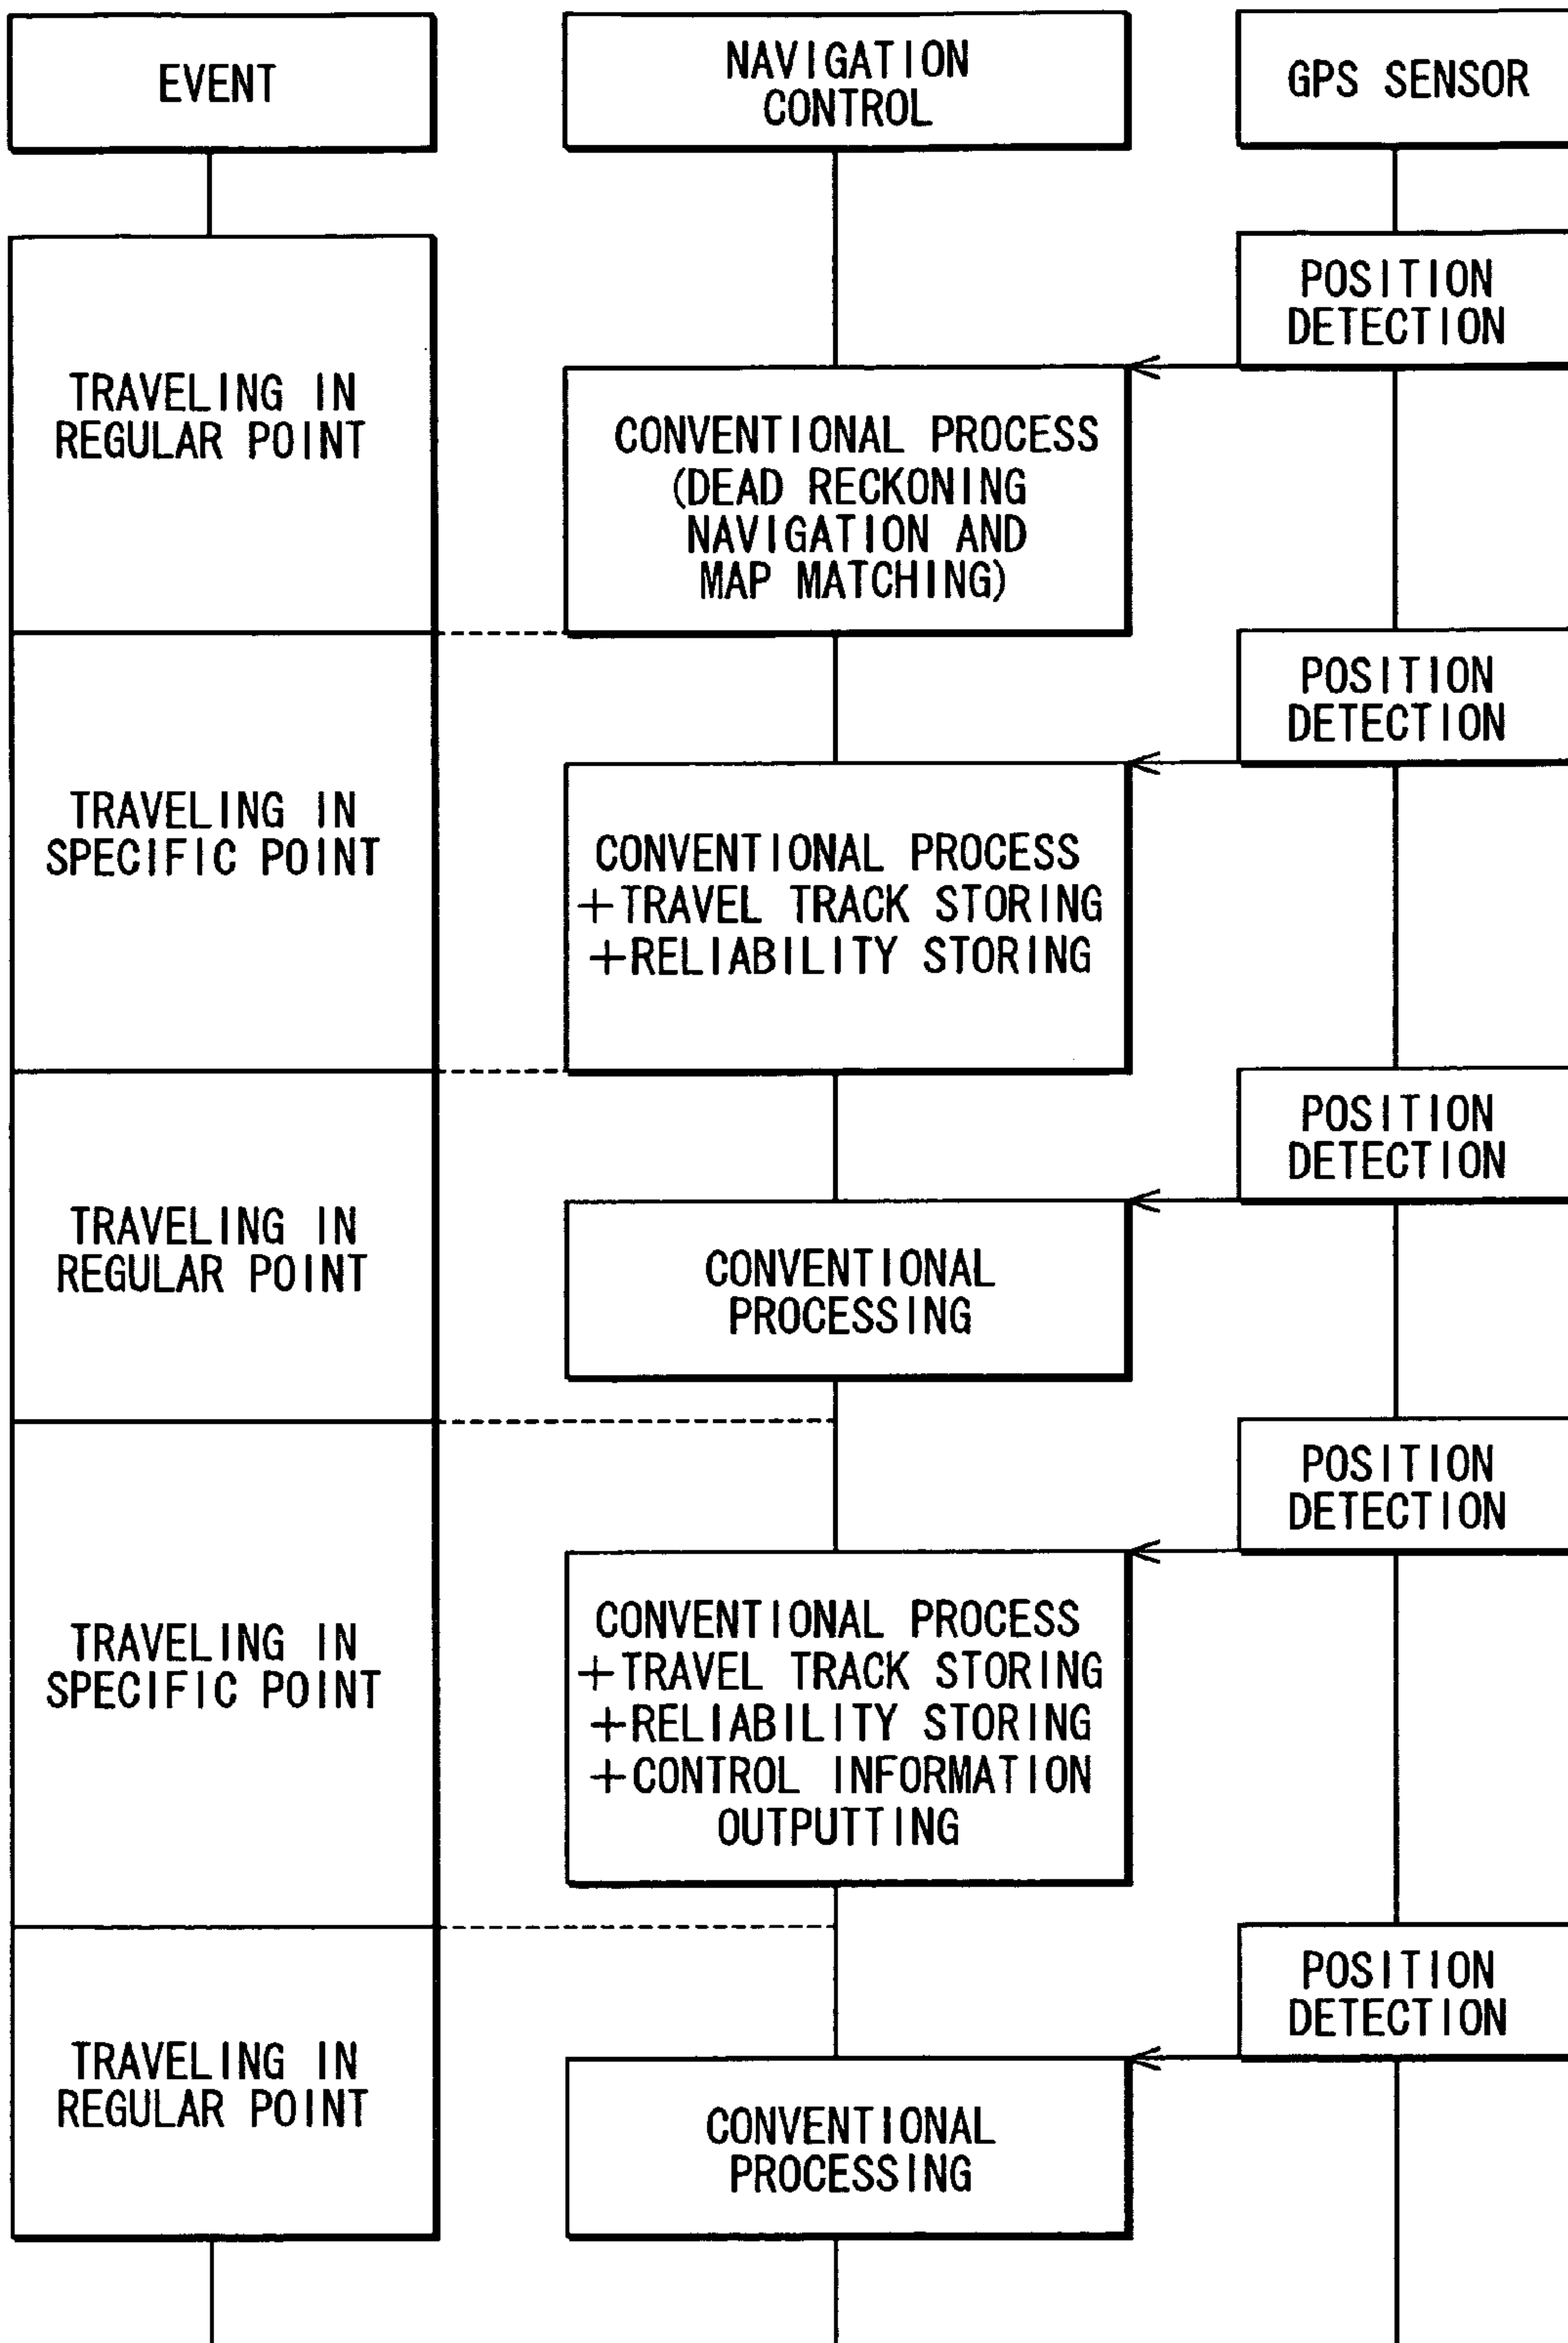 EVENT
NAVIGATION
CONTROL
GPS SENSOR
POSITION
DETECTION
TRAVELING IN
REGULAR POINT
CONVENTIONAL PROCESS
(DEAD RECKONING
NAVIGATION AND
MAP MATCHING)
POSITION
DETECTION
TRAVELING IN
SPECIFIC POINT
CONVENTIONAL PROCESS
+TRAVEL TRACK STORING
+RELIABILITY STORING
POSITION
DETECTION
TRAVELING IN
REGULAR POINT
CONVENTIONAL
PROCESSING
POSITION
DETECTION
TRAVELING IN
SPECIFIC POINT
CONVENTIONAL PROCESS
+TRAVEL TRACK STORING
+RELIABILITY STORING
+CONTROL INFORMATION
OUTPUTTING
POSITION
DETECTION
TRAVELING IN
REGULAR POINT
CONVENTIONAL
PROCESSING